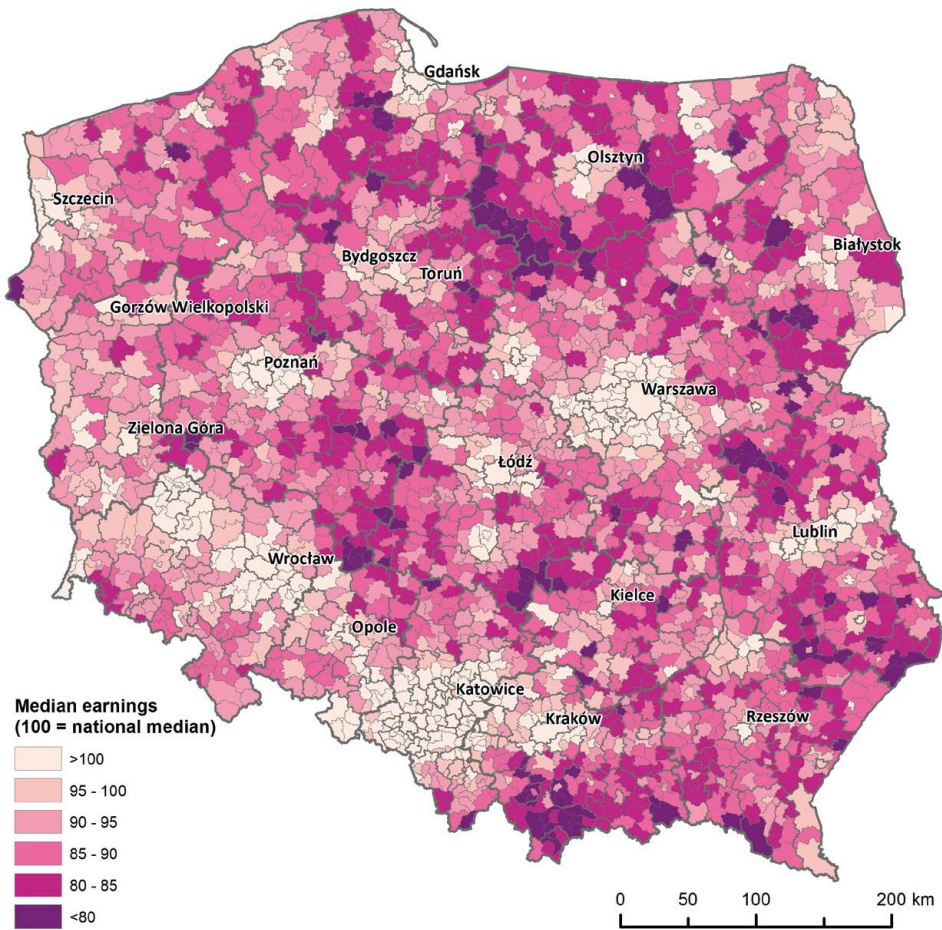 Gdańsk
Olsztyn
Szczecin
Białystok
Bydgoszcz
Toruń
Gorzów Wielkopolski
Poznań
Warszawa
Zielona Góra
Łódź
Lublin
Wrocław
Kielce
Opole
Katowice
Kraków
Rzeszów
Median earnings
(100 = national median)
>100
95 - 100
90 - 95
85 - 90
80 - 85
<80
0 50 100 200 km